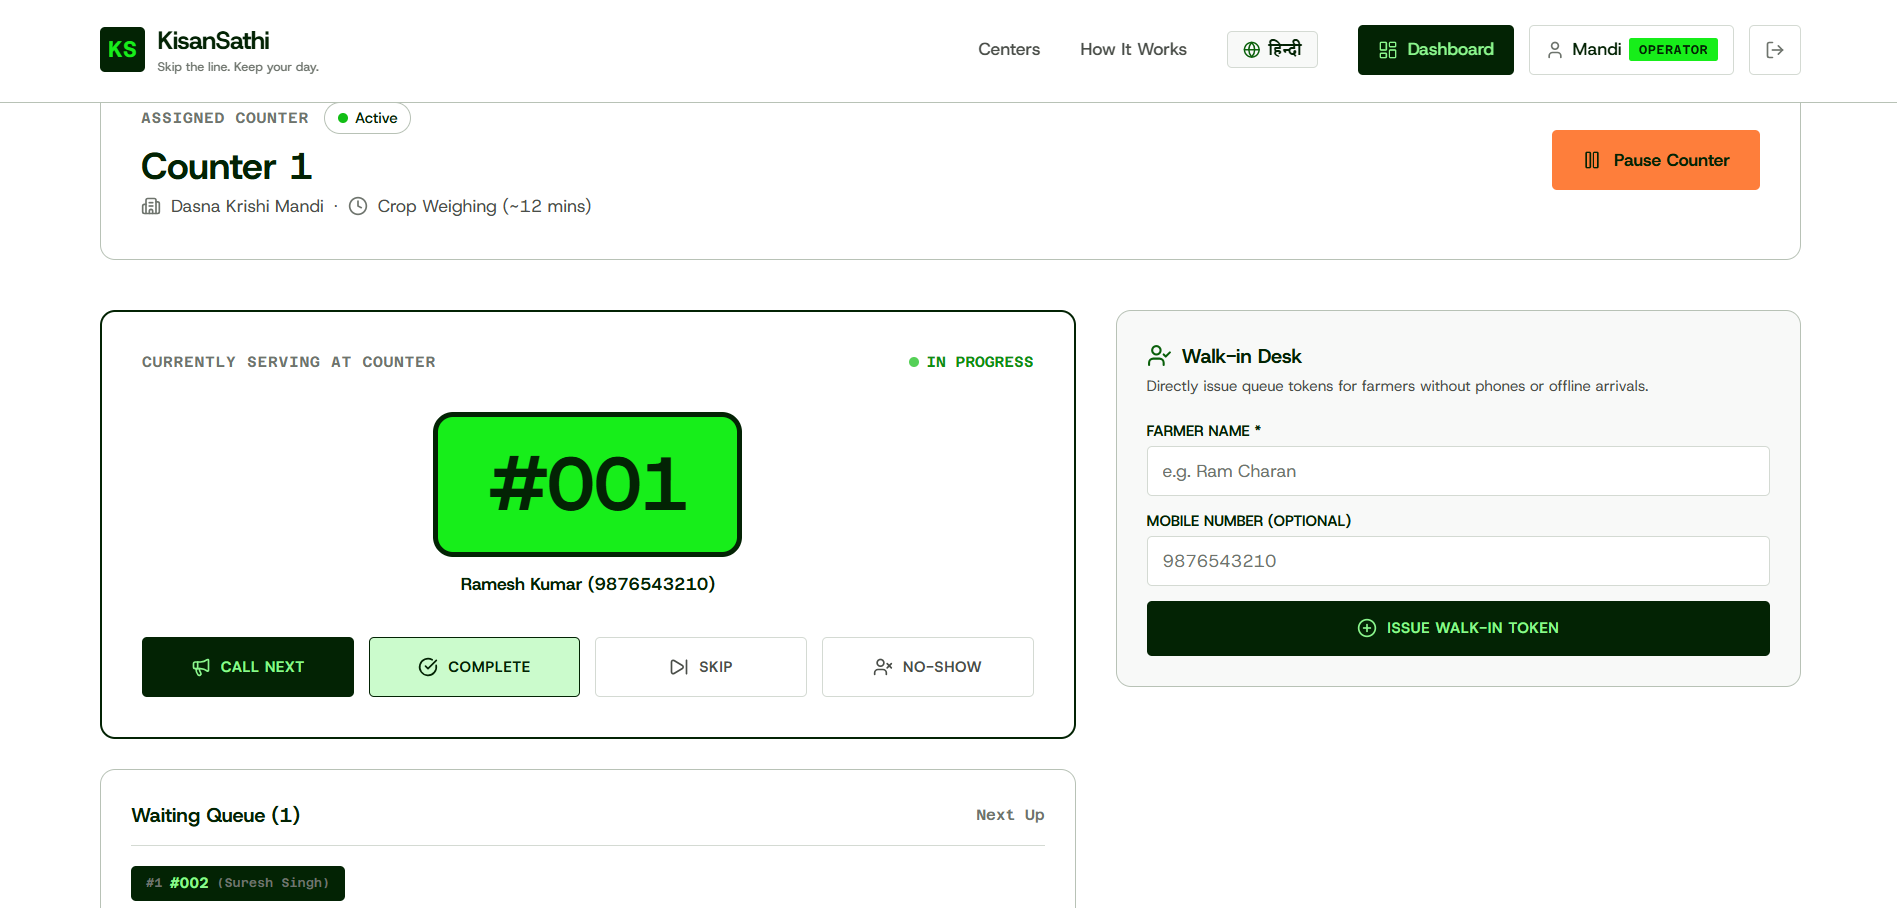 KS
KisanSathi
Skip the line. Keep your day.
Centers
How It Works
हिन्दी
Dashboard
Mandi OPERATOR
ASSIGNED COUNTER
Active
Counter 1
Dasna Krishi Mandi · Crop Weighing (~12 mins)
Pause Counter
CURRENTLY SERVING AT COUNTER
IN PROGRESS
#001
Ramesh Kumar (9876543210)
CALL NEXT
COMPLETE
SKIP
NO-SHOW
Walk-in Desk
Directly issue queue tokens for farmers without phones or offline arrivals.
FARMER NAME *
e.g. Ram Charan
MOBILE NUMBER (OPTIONAL)
9876543210
ISSUE WALK-IN TOKEN
Waiting Queue (1)
Next Up
#1 #002 (Suresh Singh)